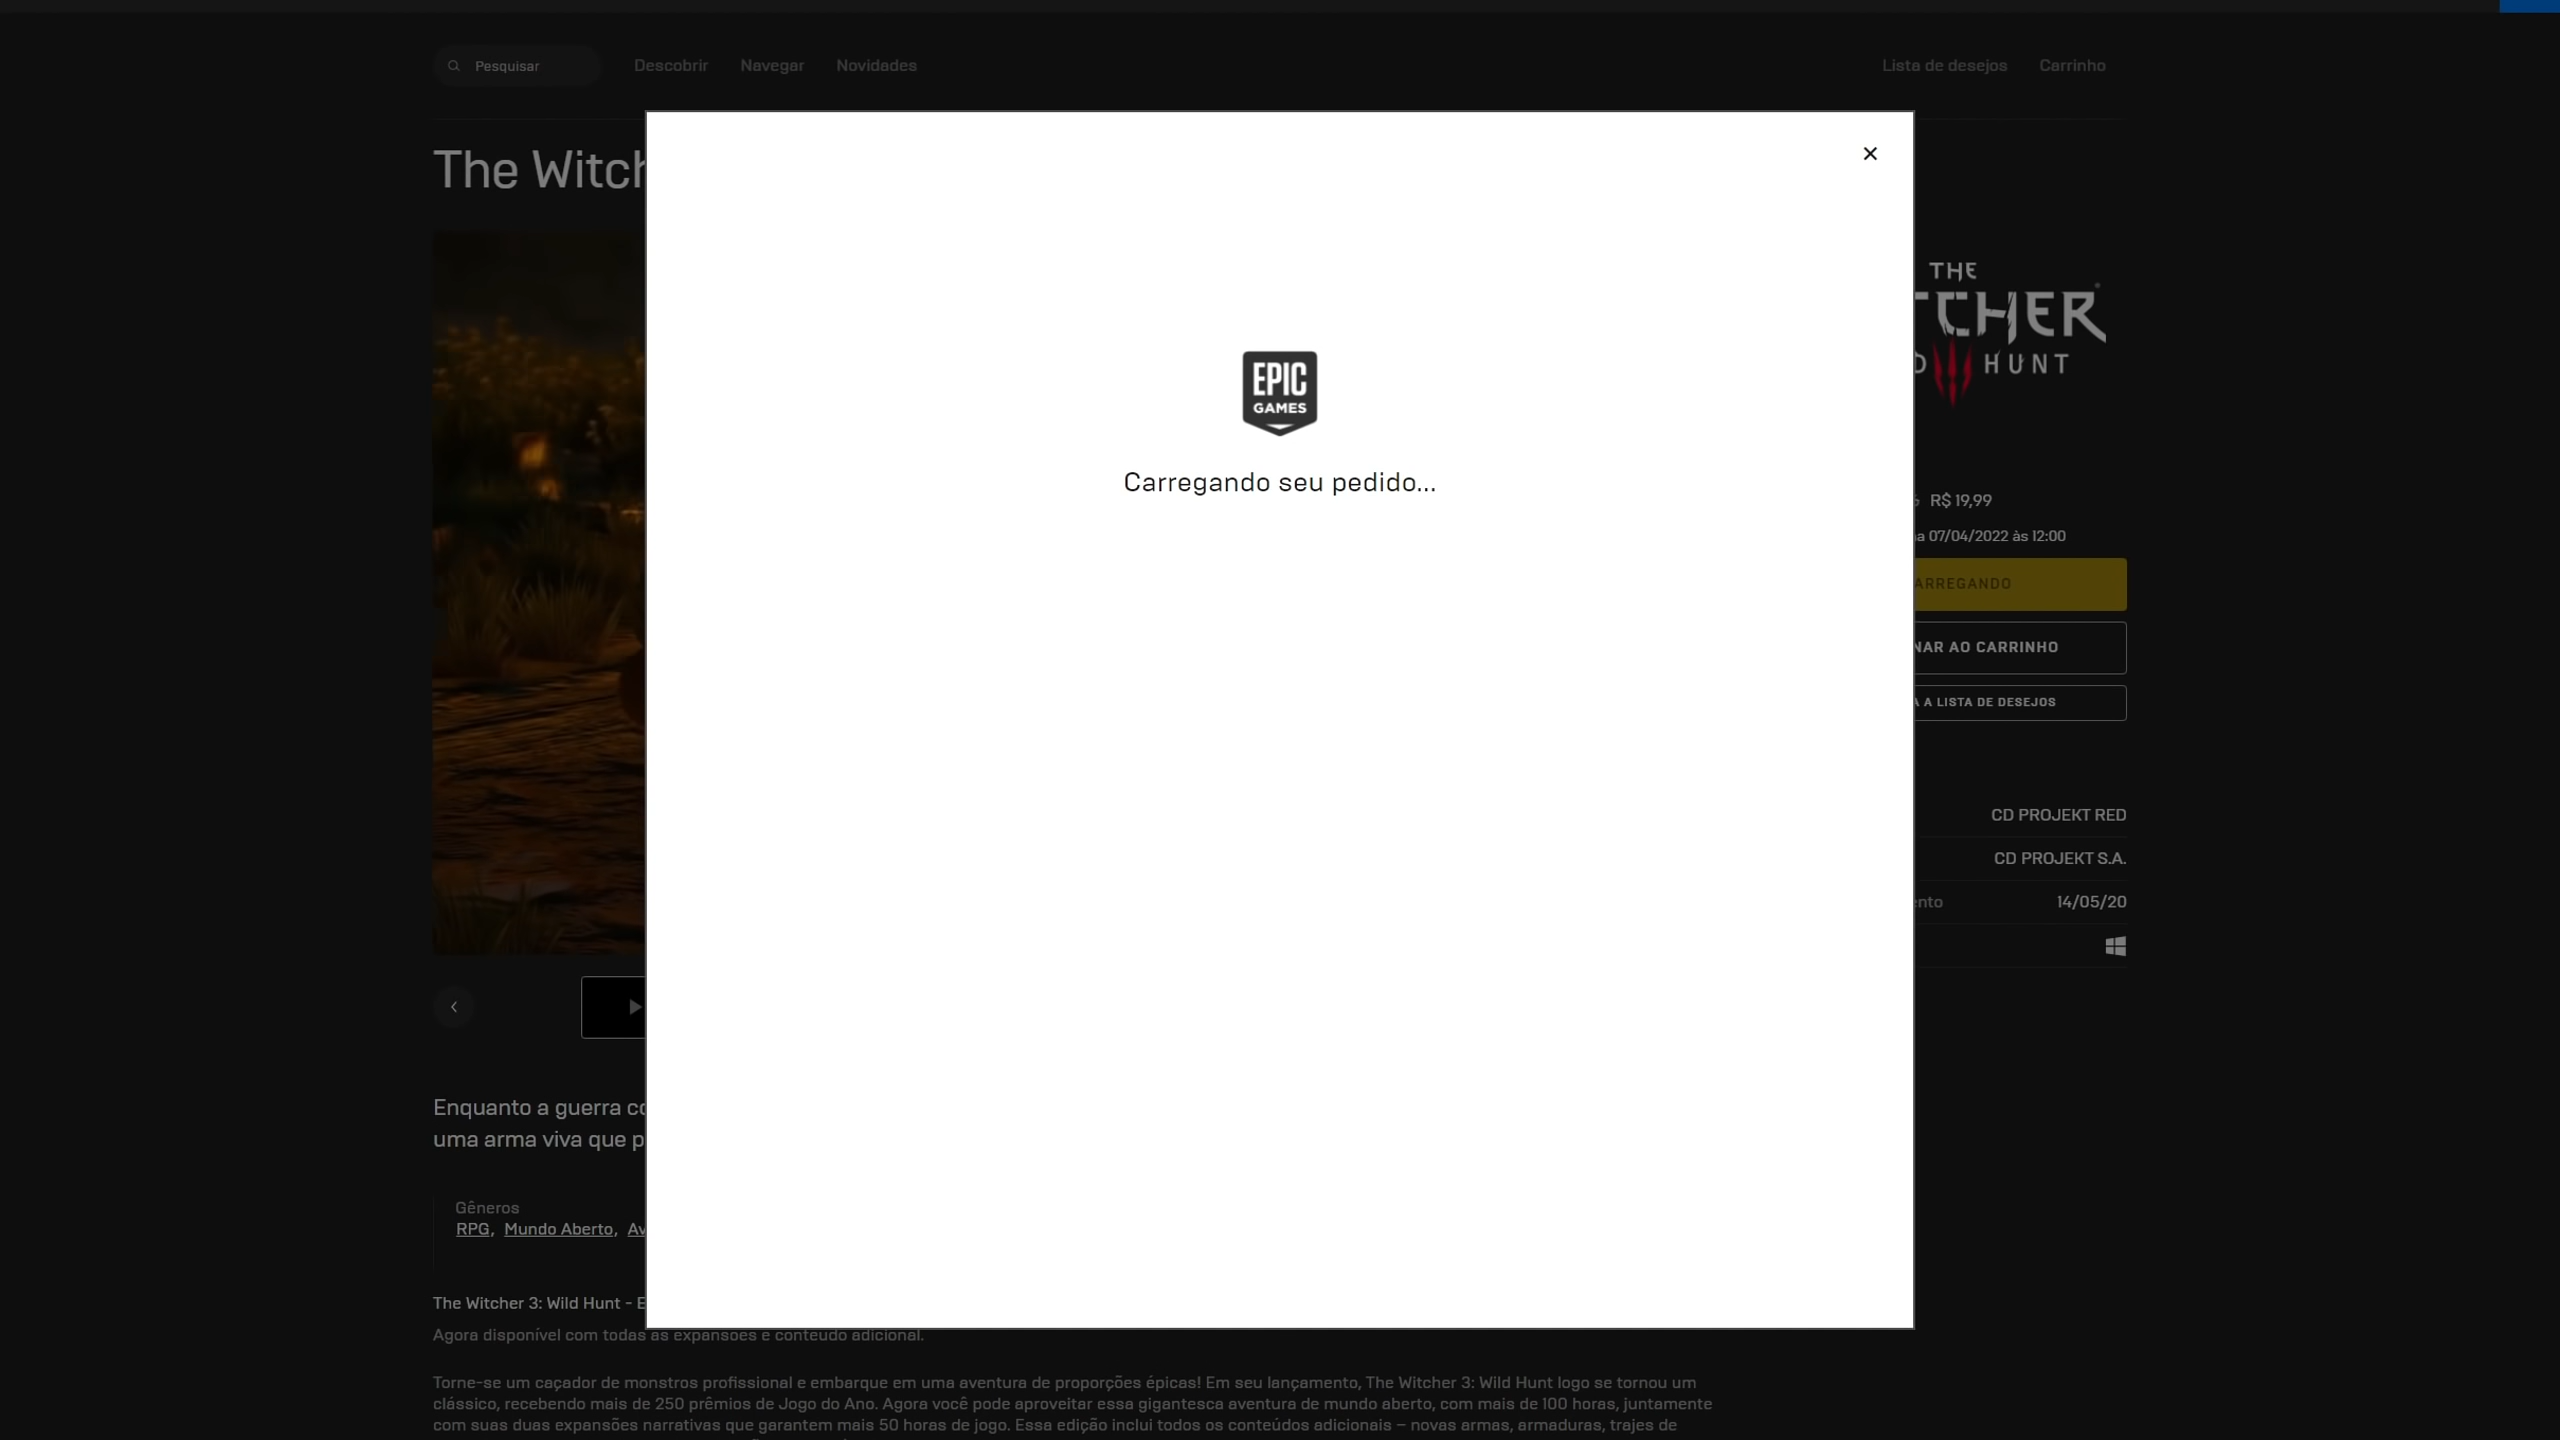 Pesquisar
Descobrir
Navegar
Novidades
Lista de desejos
Carrinho
The Witch
EPIC
GAMES
Carregando seu pedido...
THE
TCHER
D HUNT
R$ 19,99
07/04/2022 às 12:00
ARREGANDO
NAR AO CARRINHO
A LISTA DE DESEJOS
CD PROJEKT RED
CD PROJEKT S.A.
nto 14/05/20
Enquanto a guerra co
uma arma viva que p
Gêneros
RPG, Mundo Aberto, Av
The Witcher 3: Wild Hunt - E
Agora disponível com todas as expansões e conteúdo adicional.
Torne-se um caçador de monstros profissional e embarque em uma aventura de proporções épicas! Em seu lançamento, The Witcher 3: Wild Hunt logo se tornou um
clássico, recebendo mais de 250 prêmios de Jogo do Ano. Agora você pode aproveitar essa gigantesca aventura de mundo aberto, com mais de 100 horas, juntamente
com suas duas expansões narrativas que garantem mais 50 horas de jogo. Essa edição inclui todos os conteúdos adicionais – novas armas, armaduras, trajes de